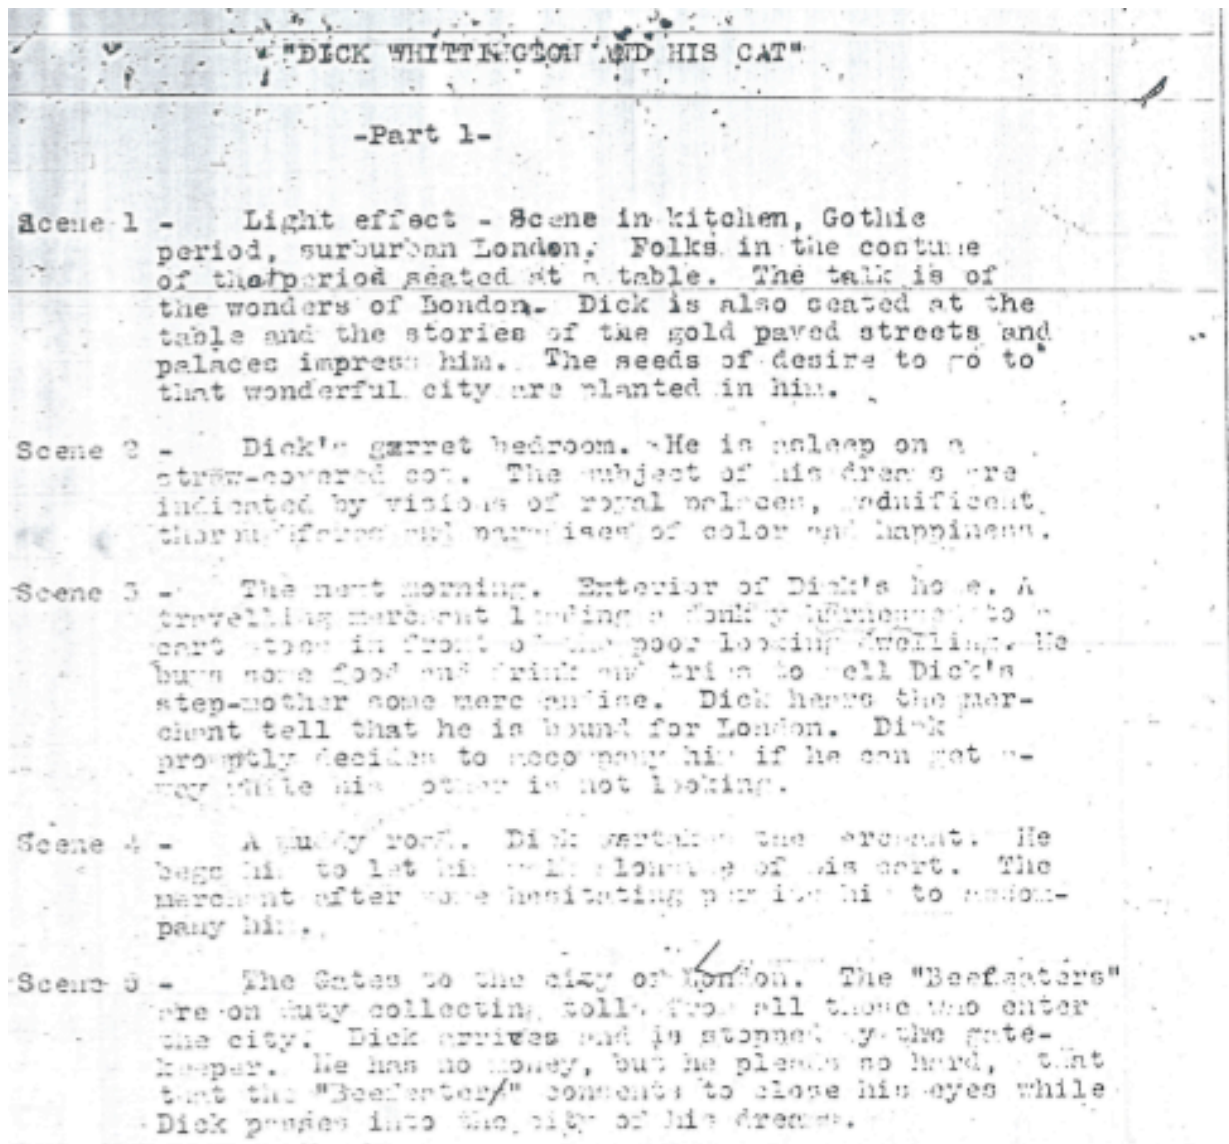 "DICK WHITTINGTON AND HIS CAT"
-Part 1-
Scene 1 - Light effect - Scene in kitchen, Gothic
period, surburban London. Folks in the costume
of that period seated at a table. The talk is of
the wonders of London. Dick is also seated at the
table and the stories of the gold paved streets and
palaces impress him. The seeds of desire to go to
that wonderful city are planted in him.
Scene 2 - Dick's garret bedroom. He is asleep on a
straw-covered cot. The subject of his dreams are
indicated by visions of royal palaces,
and of color and happiness.
Scene 3 - The next morning. Exterior of Dick's home. A
travelling merchant leading a donkey harnessed to a
cart stops in front of the poor looking dwelling. He
buys some food and drink and tries to sell Dick's
step-mother some merchandise. Dick hears the mer-
chant tell that he is bound for London. Dick
promptly decides to accompany him if he can get a-
way while his mother is not looking.
Scene 4 - A muddy road. Dick the merchant. He
begs him to let him walk of his cart. The
merchant after some hesitating permits him to
pany him.
Scene 5 - The Gates to the city of London. The "Beefeaters"
are on duty collecting tolls from all those who enter
the city. Dick arrives and is stopped by the gate-
keeper. He has no money, but he pleads so hard, that
that the "Beefeater" consents to close his eyes while
Dick passes into the city of his dreams.